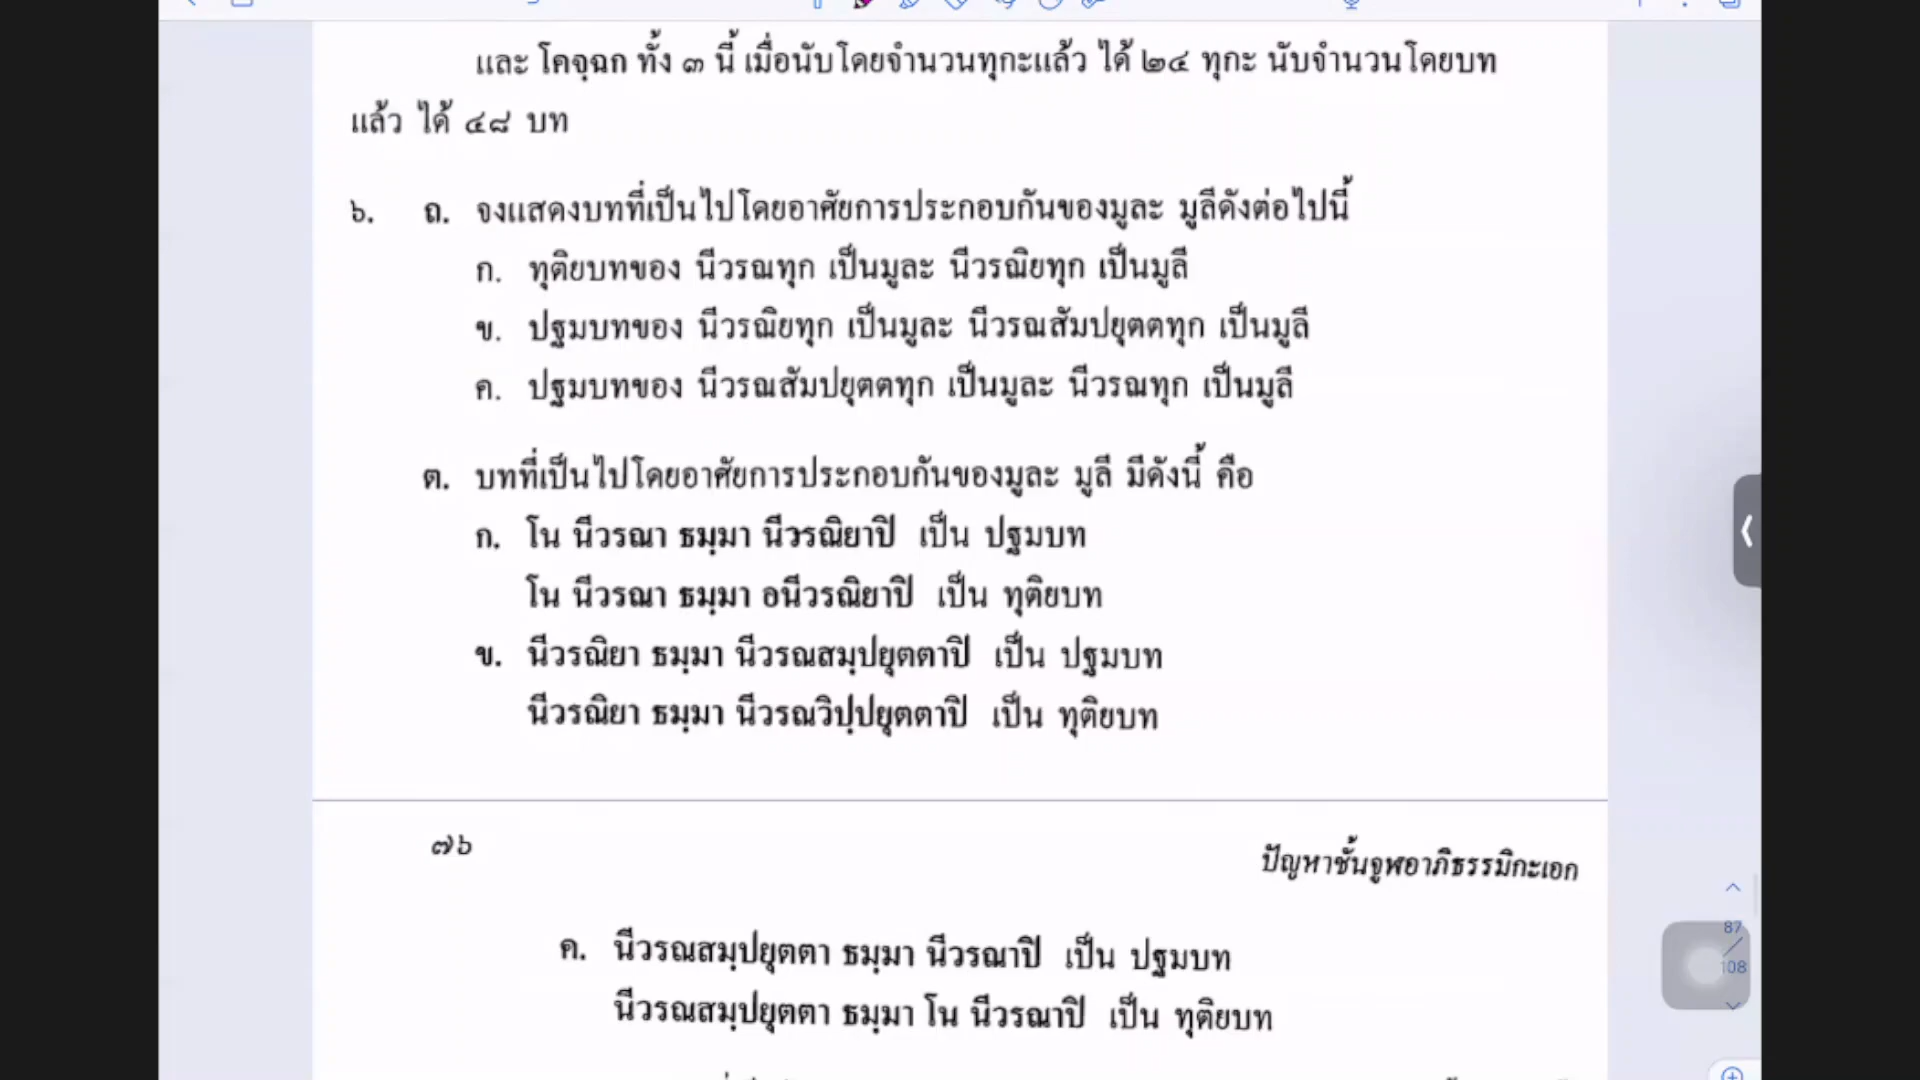 และ โคจฺฉก ทั้ง ๓ นี้ เมื่อนับโดยจำนวนทุกะแล้ว ได้ ๒๔ ทุกะ นับจำนวนโดยบท
แล้ว ได้ ๔๘ บท
๖. ถ. จงแสดงบทที่เป็นไปโดยอาศัยการประกอบกันของมูละ มูลีดังต่อไปนี้
ก. ทุติยบทของ นีวรณทุก เป็นมูละ นีวรณิยทุก เป็นมูลี
ข. ปฐมบทของ นีวรณิยทุก เป็นมูละ นีวรณสัมปยุตตทุก เป็นมูลี
ค. ปฐมบทของ นีวรณสัมปยุตตทุก เป็นมูละ นีวรณทุก เป็นมูลี
ต. บทที่เป็นไปโดยอาศัยการประกอบกันของมูละ มูลี มีดังนี้ คือ
ก. โน นีวรณา ธมฺมา นีวรณิยาปิ เป็น ปฐมบท
โน นีวรณา ธมฺมา อนีวรณิยาปิ เป็น ทุติยบท
ข. นีวรณิยา ธมฺมา นีวรณสมฺปยุตตาปิ เป็น ปฐมบท
นีวรณิยา ธมฺมา นีวรณวิปฺปยุตตาปิ เป็น ทุติยบท
๗๖
ปัญหาชั้นจูฬอาภิธรรมิกะเอก
ค. นีวรณสมฺปยุตตา ธมฺมา นีวรณาปิ เป็น ปฐมบท
นีวรณสมฺปยุตตา ธมฺมา โน นีวรณาปิ เป็น ทุติยบท
87
108